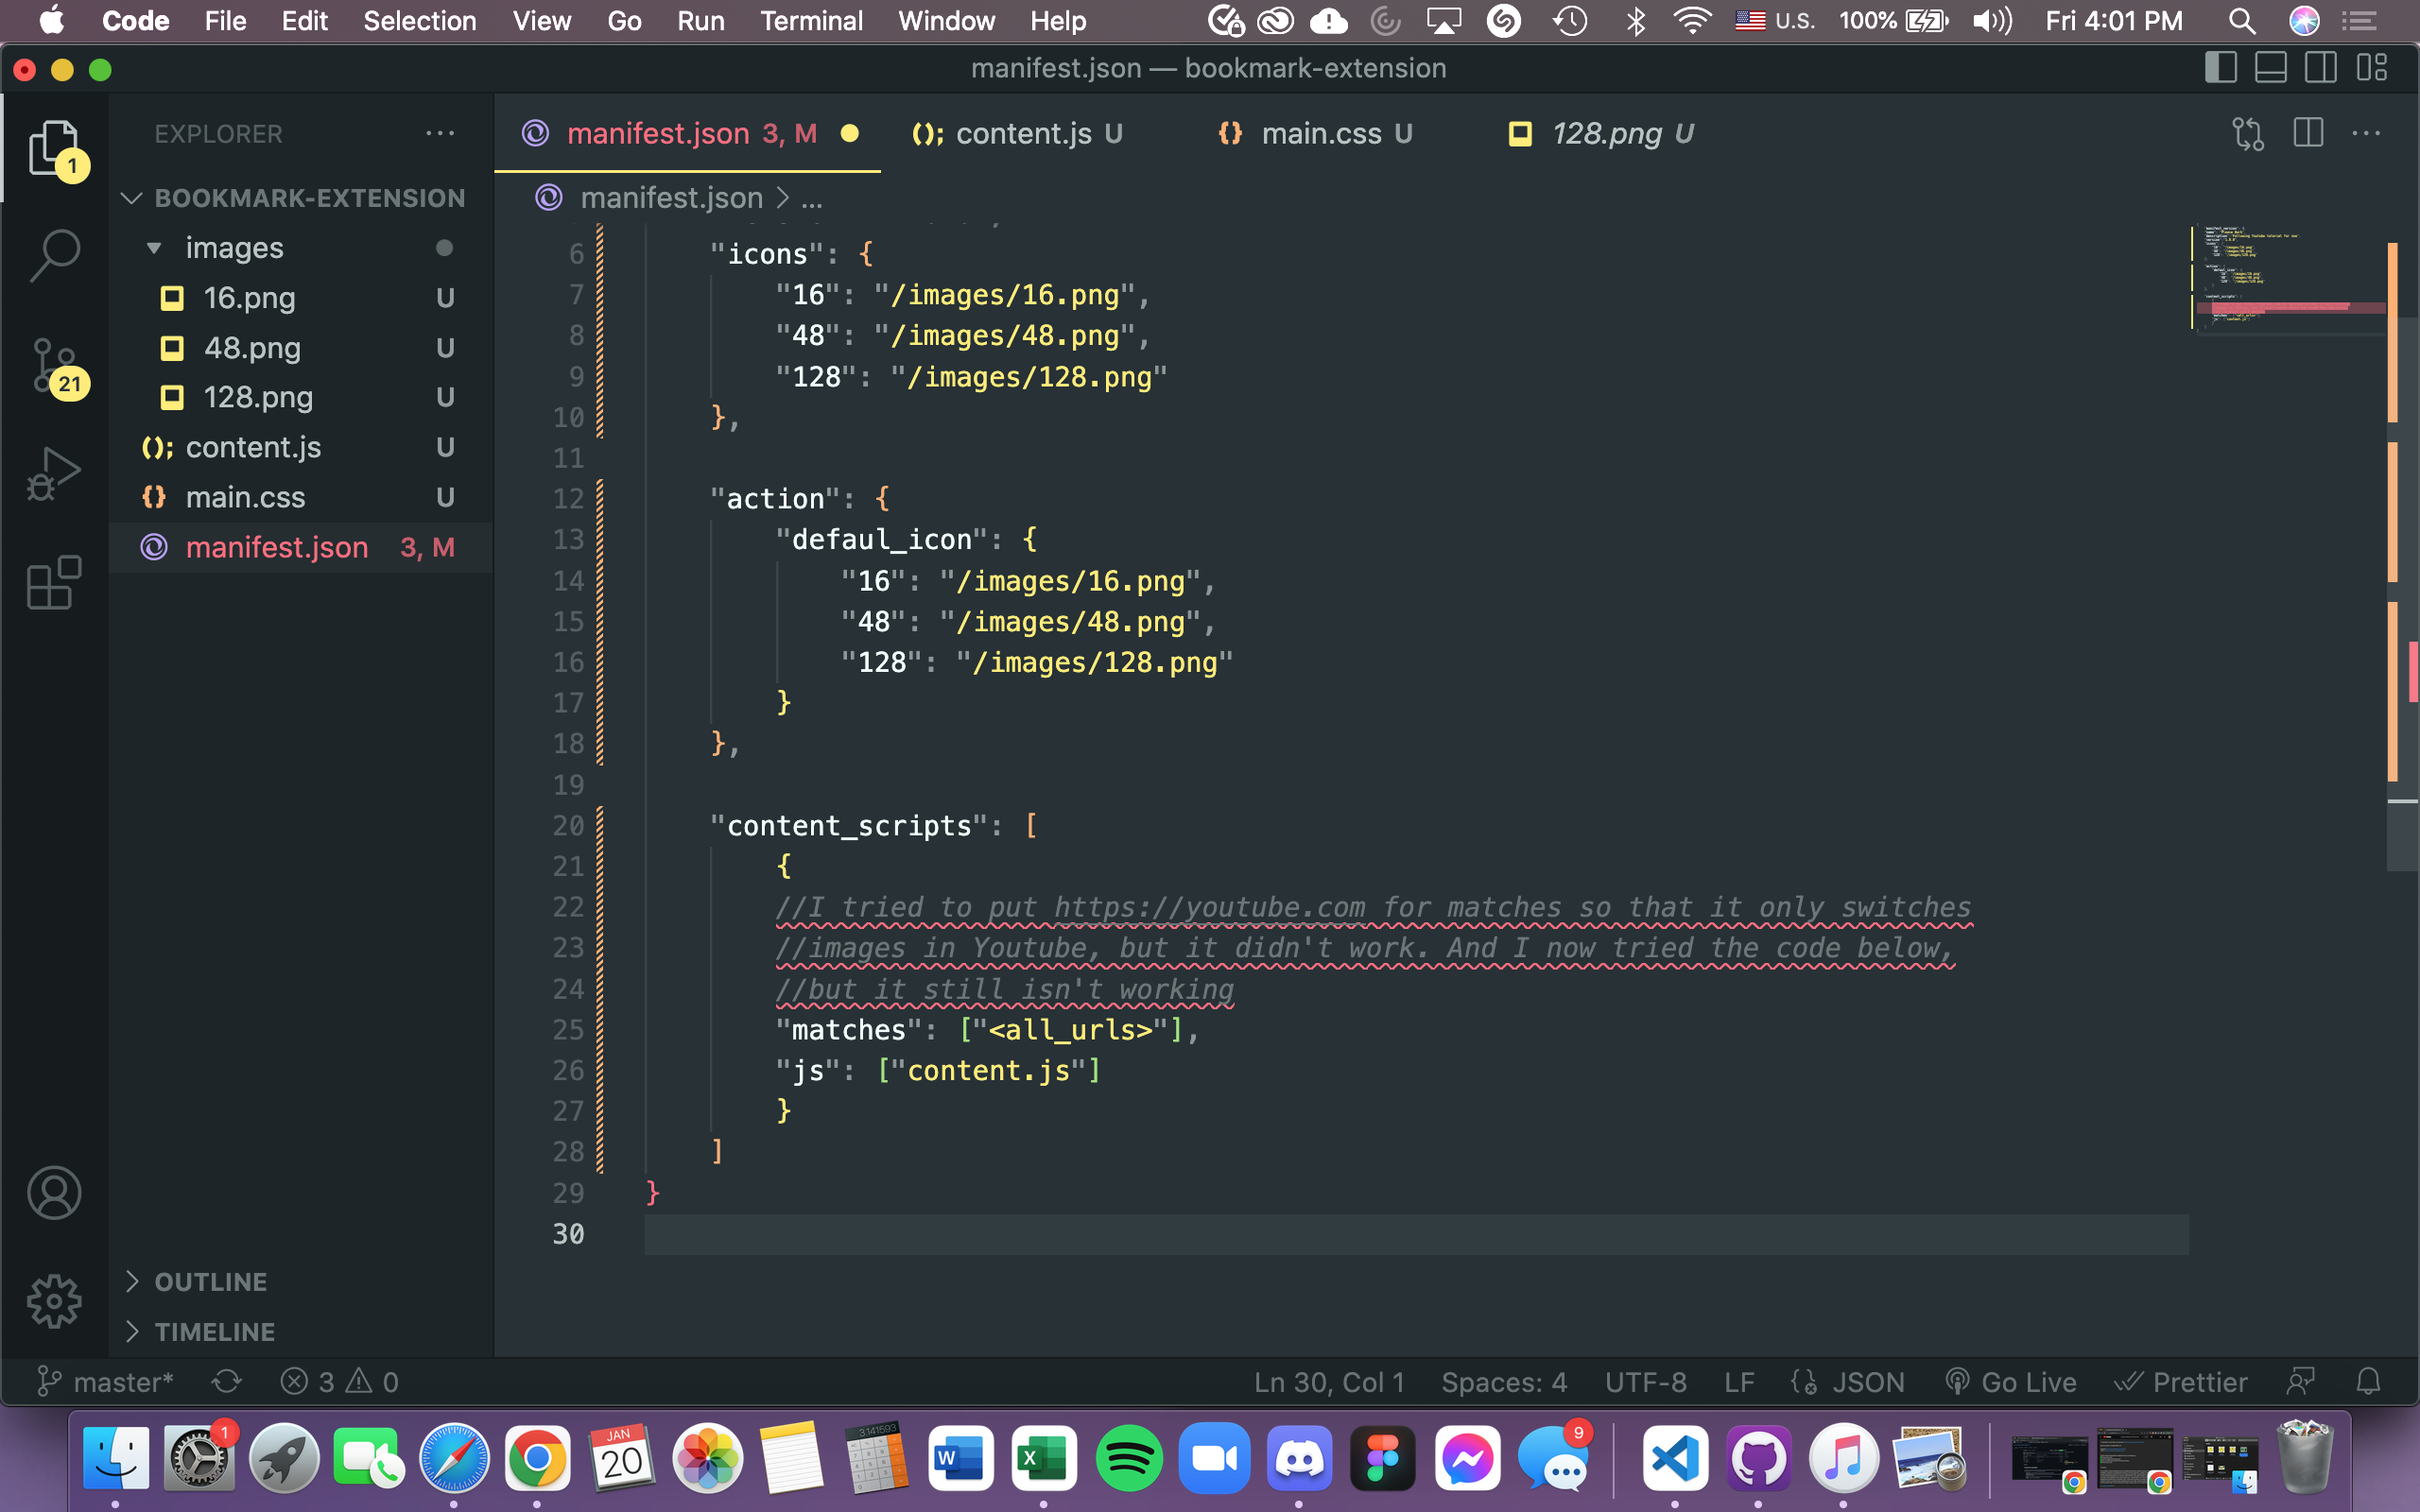 Code File Edit Selection View Go Run Terminal Window Help U.S. 100% Fri 4:01 PM
manifest.json — bookmark-extension
EXPLORER
manifest.json 3, M
content.js U
main.css U
128.png U
1
manifest.json > ...
BOOKMARK-EXTENSION
images
16.png U
48.png U
128.png U
content.js U
main.css U
manifest.json 3, M
21
6 "icons": {
7 "16": "/images/16.png",
8 "48": "/images/48.png",
9 "128": "/images/128.png"
10 },
11
12 "action": {
13 "defaul_icon": {
14 "16": "/images/16.png",
15 "48": "/images/48.png",
16 "128": "/images/128.png"
17 }
18 },
19
20 "content_scripts": [
21 {
22 //I tried to put https://youtube.com for matches so that it only switches
23 //images in Youtube, but it didn't work. And I now tried the code below,
24 //but it still isn't working
25 "matches": ["<all_urls>"],
26 "js": ["content.js"]
27 }
28 ]
29 }
30
OUTLINE
TIMELINE
master* 3 0 Ln 30, Col 1 Spaces: 4 UTF-8 LF JSON Go Live Prettier
1
JAN
20
3.141593
W
X
9